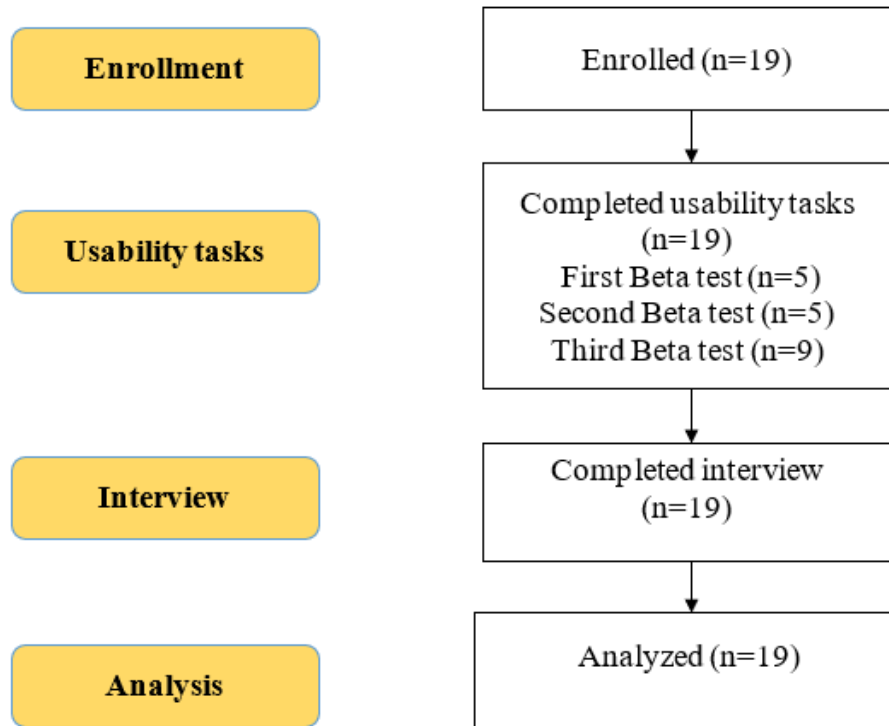 Enrollment
Enrolled (n=19)
Usability tasks
Completed usability tasks
(n=19)
First Beta test (n=5)
Second Beta test (n=5)
Third Beta test (n=9)
Interview
Completed interview
(n=19)
Analysis
Analyzed (n=19)